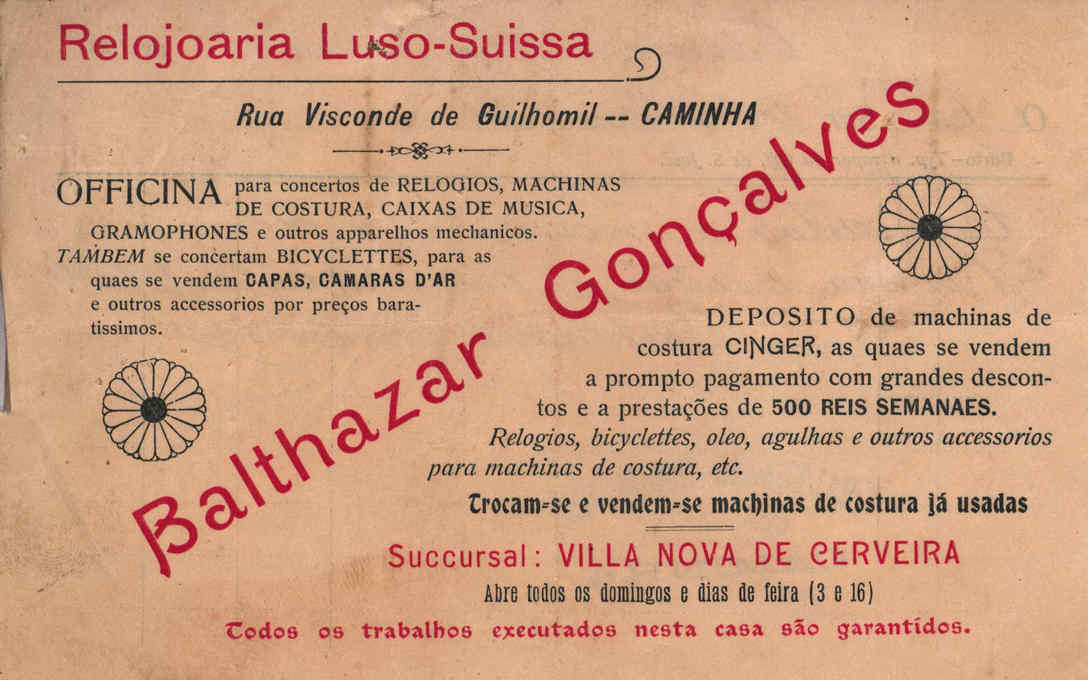 Relojoaria Luso-Suissa
Rua Visconde de Guilhomil -- CAMINHA
OFFICINA para concertos de RELOGIOS, MACHINAS
DE COSTURA, CAIXAS DE MUSICA,
GRAMOPHONES e outros apparelhos mechanicos.
TAMBEM se concertam BICYCLETTES, para as
quaes se vendem CAPAS, CAMARAS D'AR
e outros accessorios por preços bara-
tissimos.
Balthazar Gonçalves
DEPOSITO de machinas de
costura CINGER, as quaes se vendem
a prompto pagamento com grandes descon-
tos e a prestações de 500 REIS SEMANAES.
Relogios, bicyclettes, oleo, agulhas e outros accessorios
para machinas de costura, etc.
Trocam-se e vendem-se machinas de costura já usadas
Succursal: VILLA NOVA DE CERVEIRA
Abre todos os domingos e dias de feira (3 e 16)
Todos os trabalhos executados nesta casa são garantidos.